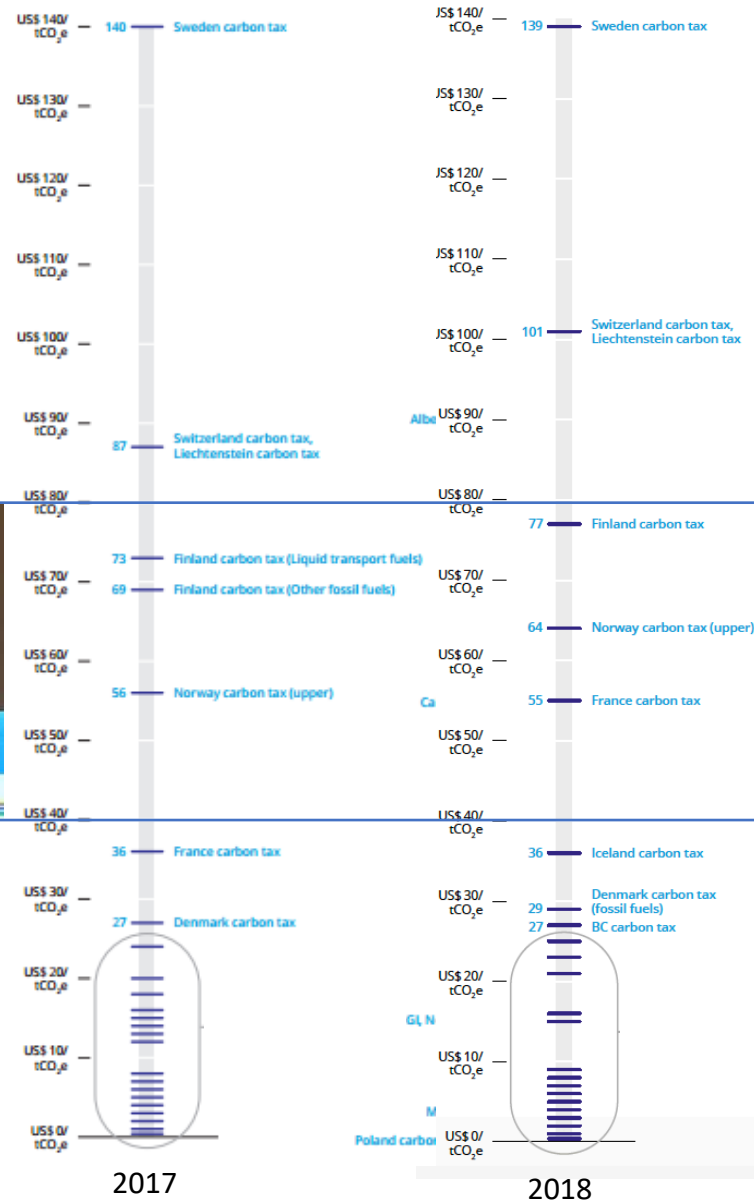 US$ 140/
tCO₂e
140 Sweden carbon tax
US$ 130/
tCO₂e
US$ 120/
tCO₂e
US$ 110/
tCO₂e
US$ 100/
tCO₂e
US$ 90/
tCO₂e
87 Switzerland carbon tax,
Liechtenstein carbon tax
US$ 80/
tCO₂e
73 Finland carbon tax (Liquid transport fuels)
US$ 70/
tCO₂e
69 Finland carbon tax (Other fossil fuels)
US$ 60/
tCO₂e
56 Norway carbon tax (upper)
US$ 50/
tCO₂e
US$ 40/
tCO₂e
36 France carbon tax
US$ 30/
tCO₂e
27 Denmark carbon tax
US$ 20/
tCO₂e
US$ 10/
tCO₂e
US$ 0/
tCO₂e
2017
US$ 140/
tCO₂e
139 Sweden carbon tax
US$ 130/
tCO₂e
US$ 120/
tCO₂e
US$ 110/
tCO₂e
US$ 100/
tCO₂e
101 Switzerland carbon tax,
Liechtenstein carbon tax
Albe
US$ 90/
tCO₂e
US$ 80/
tCO₂e
77 Finland carbon tax
US$ 70/
tCO₂e
64 Norway carbon tax (upper)
US$ 60/
tCO₂e
Ca
55 France carbon tax
US$ 50/
tCO₂e
US$ 40/
tCO₂e
36 Iceland carbon tax
US$ 30/
tCO₂e
29 Denmark carbon tax
(fossil fuels)
27 BC carbon tax
US$ 20/
tCO₂e
GI, N
US$ 10/
tCO₂e
M
Poland carbo
US$ 0/
tCO₂e
2018